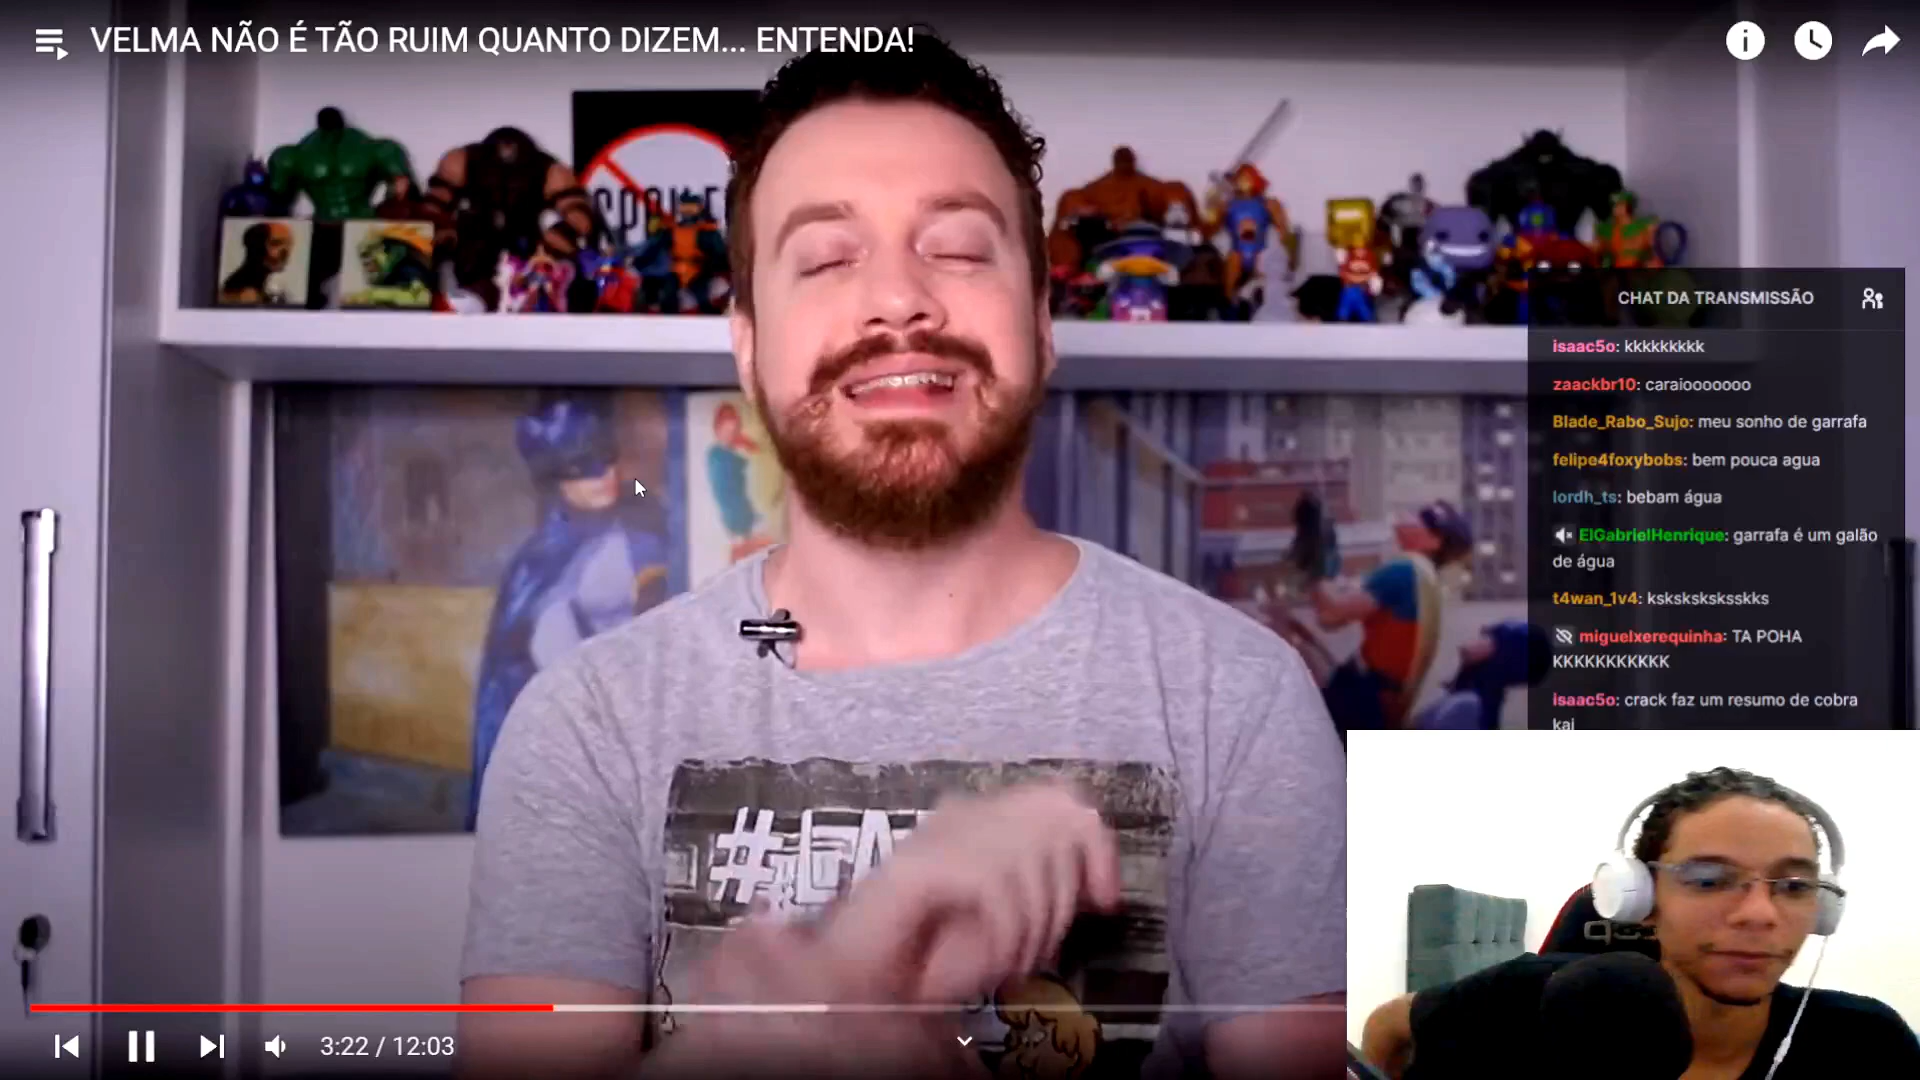 VELMA NÃO É TÃO RUIM QUANTO DIZEM... ENTENDA!
CHAT DA TRANSMISSÃO
isaac5o: kkkkkkkkk
zaackbr10: caraiooooooo
Blade_Rabo_Sujo: meu sonho de garrafa
felipe4foxybobs: bem pouca agua
lordh_ts: bebam água
ElGabrielHenrique: garrafa é um galão
de água
t4wan_1v4: ksksksksksskks
miguelxerequinha: TA POHA
KKKKKKKKKKK
isaac5o: crack faz um resumo de cobra
kai
3:22 / 12:03